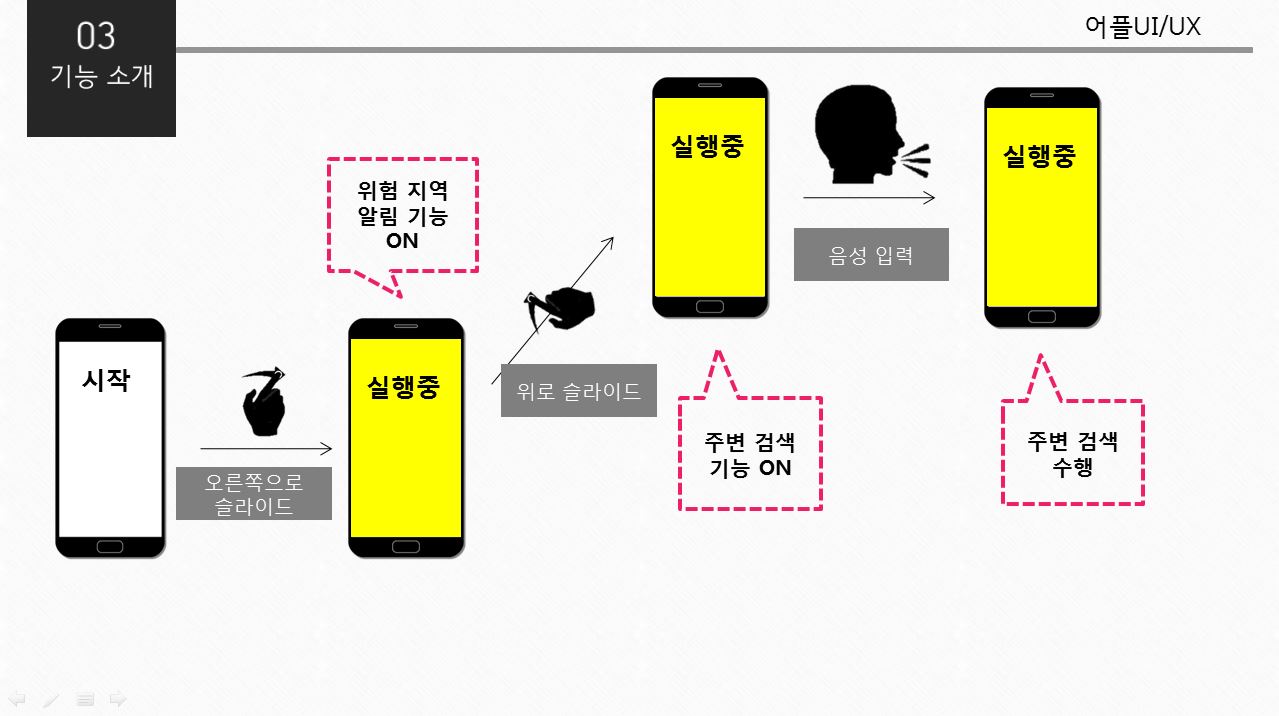 03
기능 소개
어플UI/UX
시작
오른쪽으로
슬라이드
위험 지역
알림 기능
ON
실행중
위로 슬라이드
실행중
주변 검색
기능 ON
음성 입력
실행중
주변 검색
수행